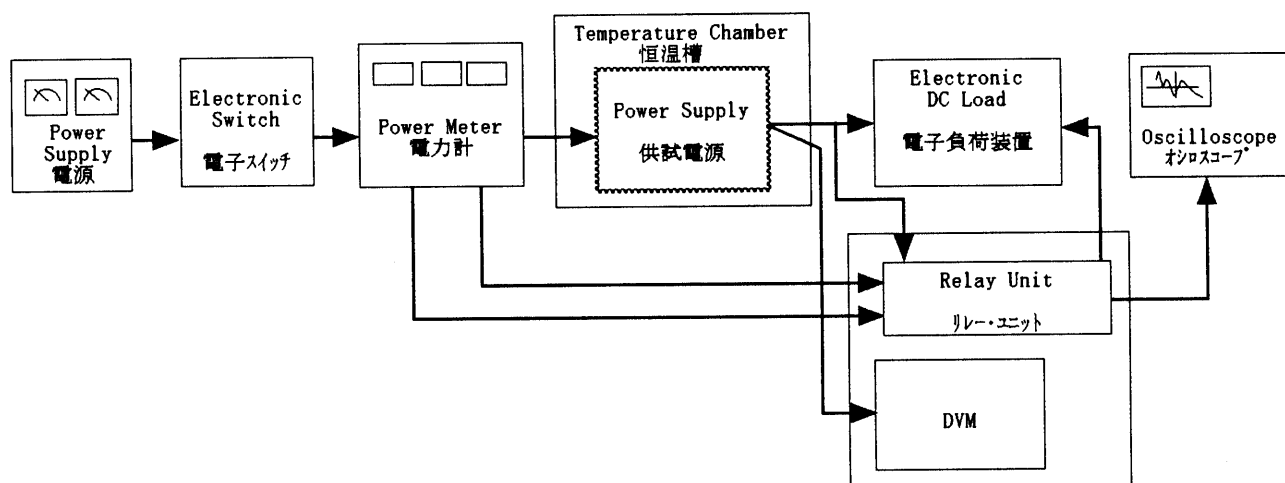 Power
Supply
電源
Electronic
Switch
電子スイッチ
Power Meter
電力計
Temperature Chamber
恒温槽
Power Supply
供試電源
Electronic
DC Load
電子負荷装置
Oscilloscope
オシロスコープ
Relay Unit
リレー・ユニット
DVM